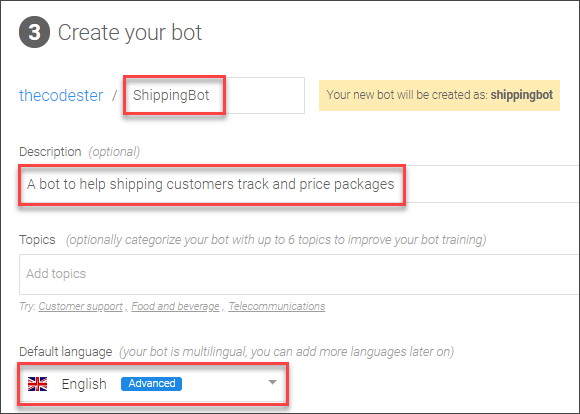 3 Create your bot
thecodester / ShippingBot
Your new bot will be created as: shippingbot
Description (optional)
A bot to help shipping customers track and price packages
Topics (optionally categorize your bot with up to 6 topics to improve your bot training)
Add topics
Try: Customer support , Food and beverage , Telecommunications
Default language (your bot is multilingual, you can add more languages later on)
English Advanced